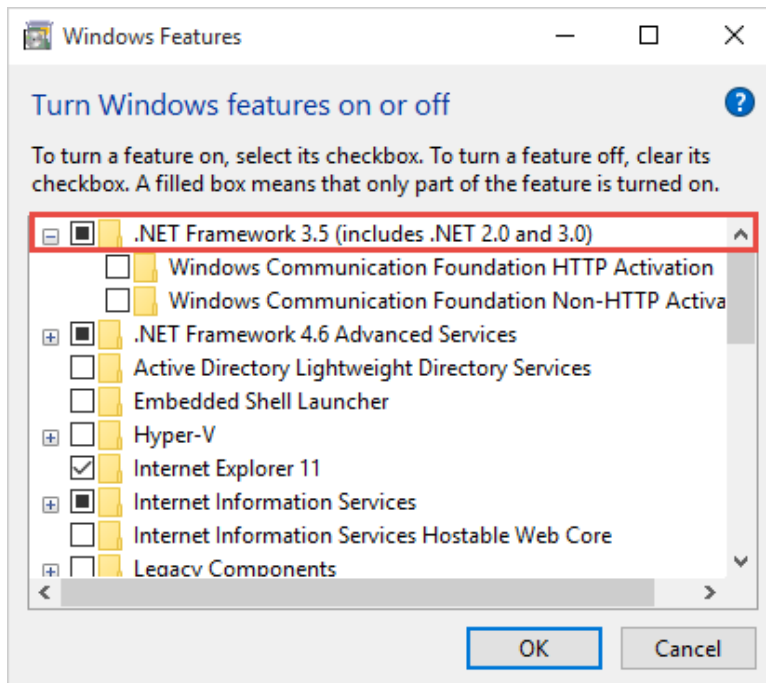 Windows Features
Turn Windows features on or off
To turn a feature on, select its checkbox. To turn a feature off, clear its
checkbox. A filled box means that only part of the feature is turned on.
.NET Framework 3.5 (includes .NET 2.0 and 3.0)
Windows Communication Foundation HTTP Activation
Windows Communication Foundation Non-HTTP Activa
.NET Framework 4.6 Advanced Services
Active Directory Lightweight Directory Services
Embedded Shell Launcher
Hyper-V
Internet Explorer 11
Internet Information Services
Internet Information Services Hostable Web Core
Legacy Components
OK
Cancel